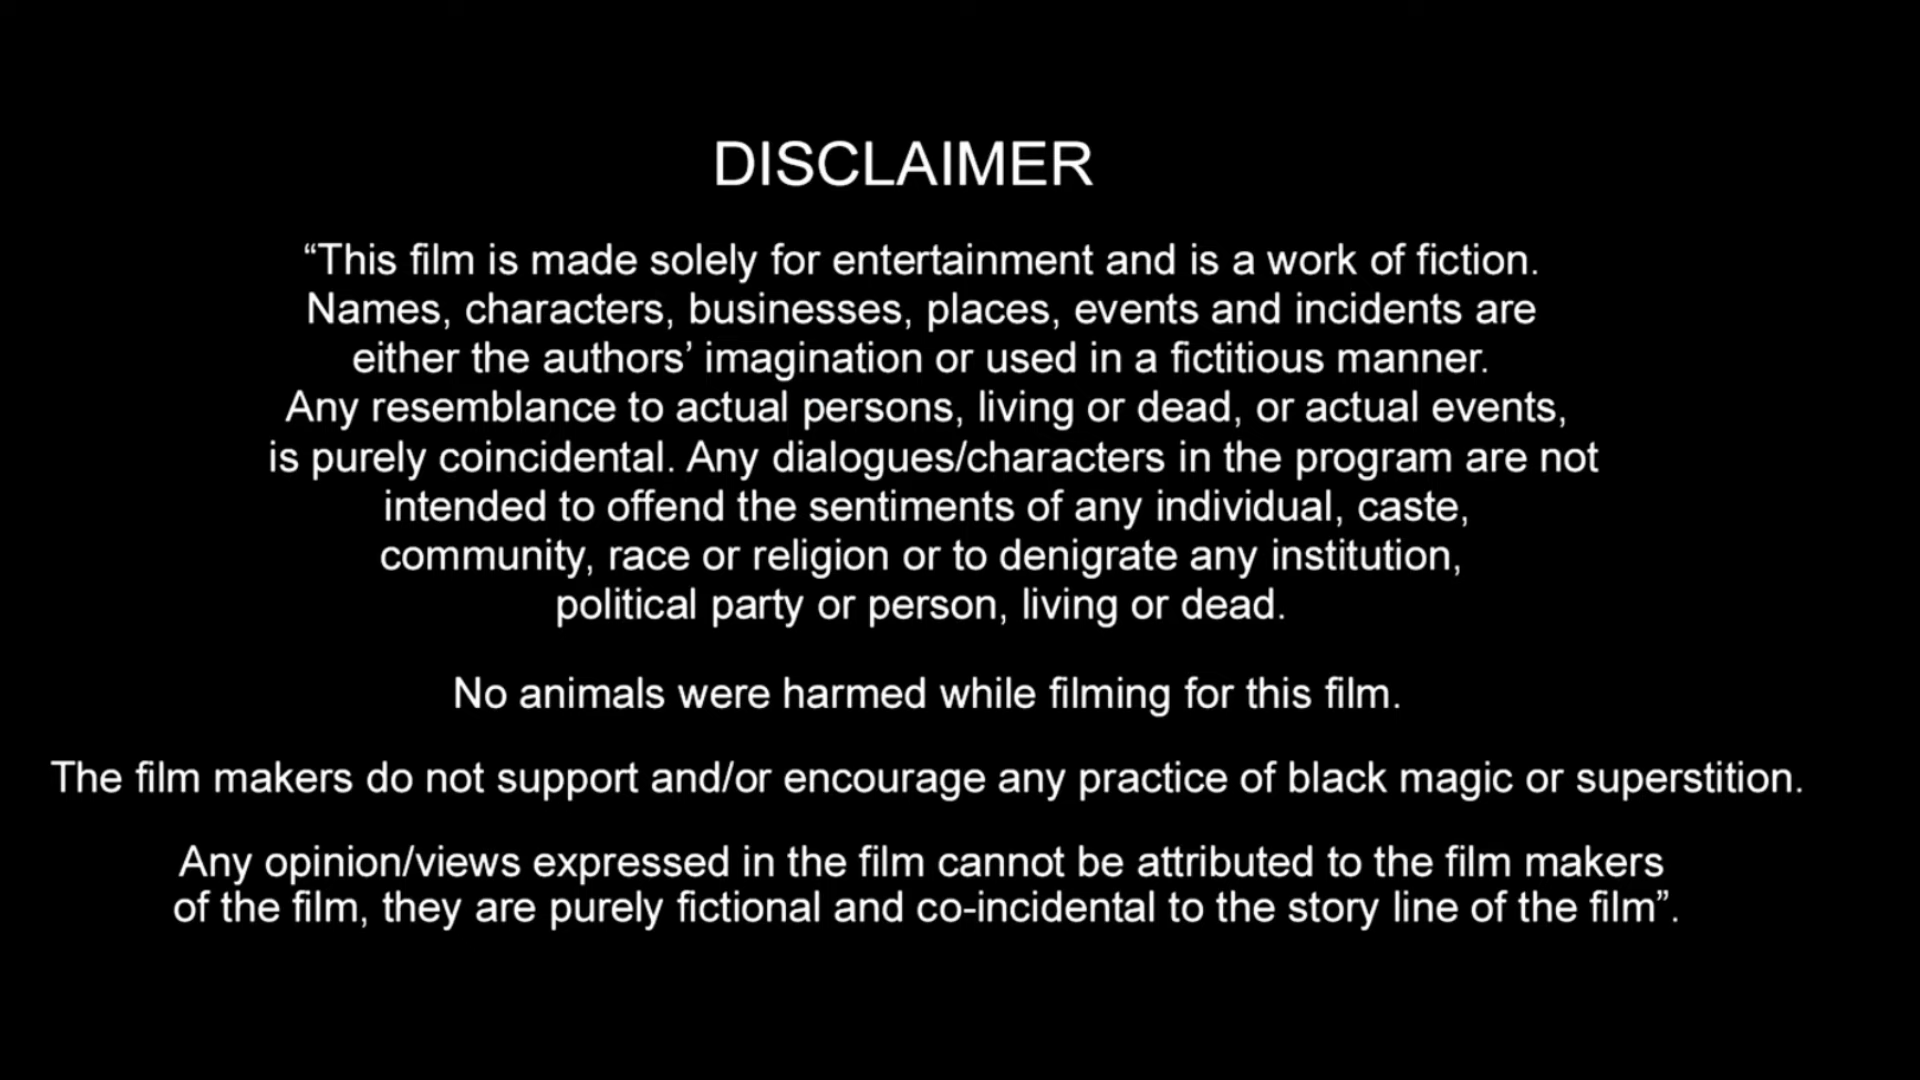 DISCLAIMER
“This film is made solely for entertainment and is a work of fiction.
Names, characters, businesses, places, events and incidents are
either the authors’ imagination or used in a fictitious manner.
Any resemblance to actual persons, living or dead, or actual events,
is purely coincidental. Any dialogues/characters in the program are not
intended to offend the sentiments of any individual, caste,
community, race or religion or to denigrate any institution,
political party or person, living or dead.
No animals were harmed while filming for this film.
The film makers do not support and/or encourage any practice of black magic or superstition.
Any opinion/views expressed in the film cannot be attributed to the film makers
of the film, they are purely fictional and co-incidental to the story line of the film”.